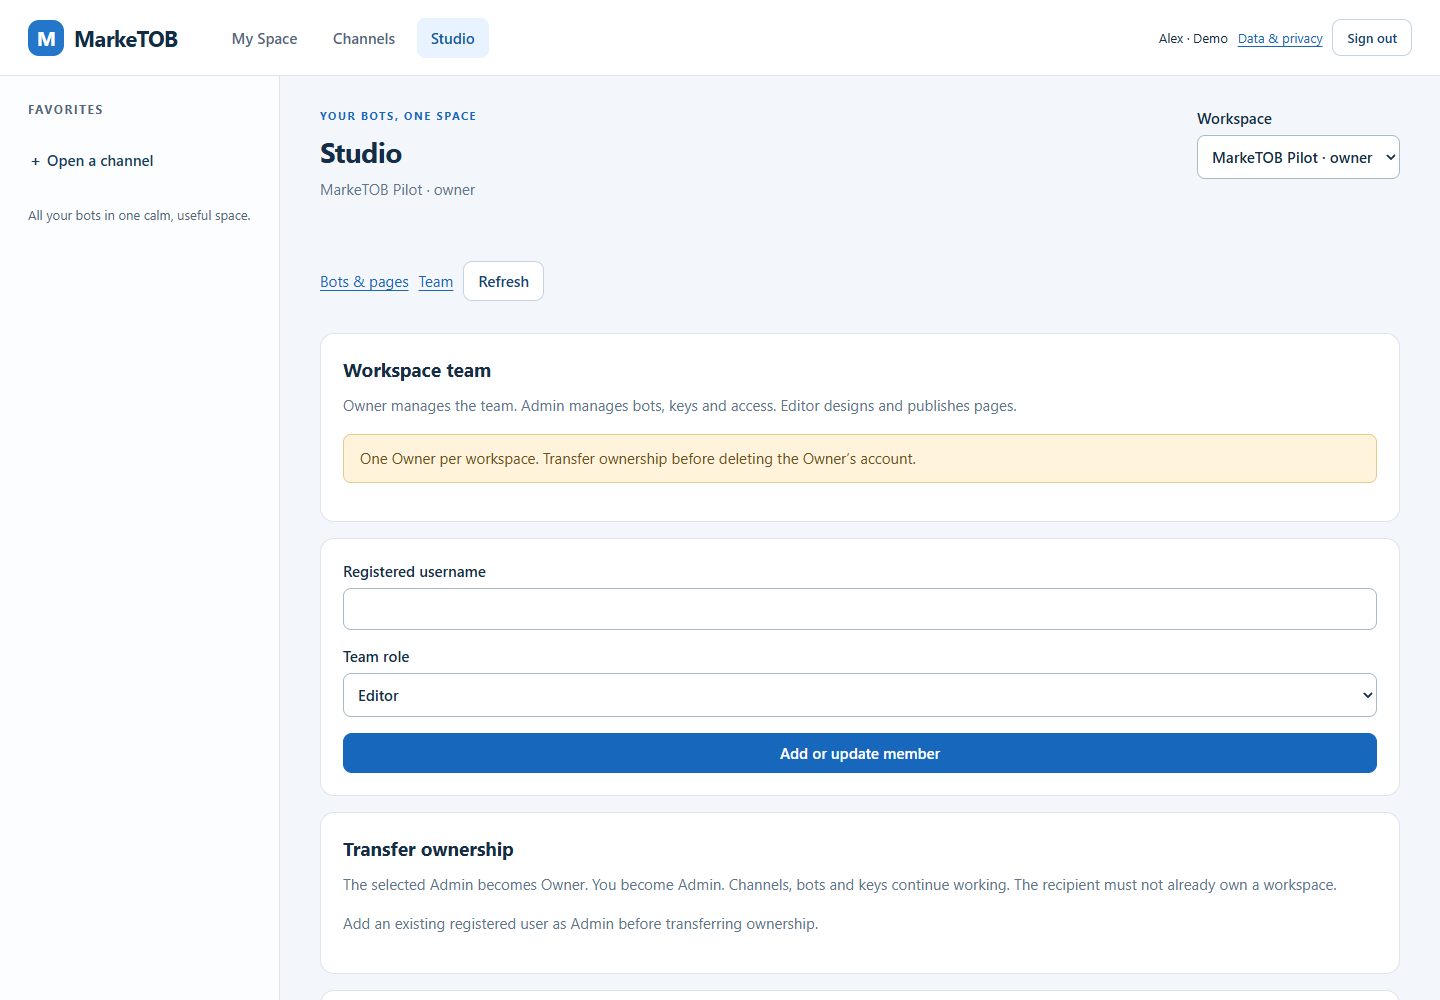 M MarkeTOB
My Space
Channels
Studio
Alex · Demo
Data & privacy
Sign out
FAVORITES
+ Open a channel
All your bots in one calm, useful space.
YOUR BOTS, ONE SPACE
Studio
MarkeTOB Pilot · owner
Workspace
MarkeTOB Pilot · owner
Bots & pages
Team
Refresh
Workspace team
Owner manages the team. Admin manages bots, keys and access. Editor designs and publishes pages.
One Owner per workspace. Transfer ownership before deleting the Owner’s account.
Registered username
Team role
Editor
Add or update member
Transfer ownership
The selected Admin becomes Owner. You become Admin. Channels, bots and keys continue working. The recipient must not already own a workspace.
Add an existing registered user as Admin before transferring ownership.